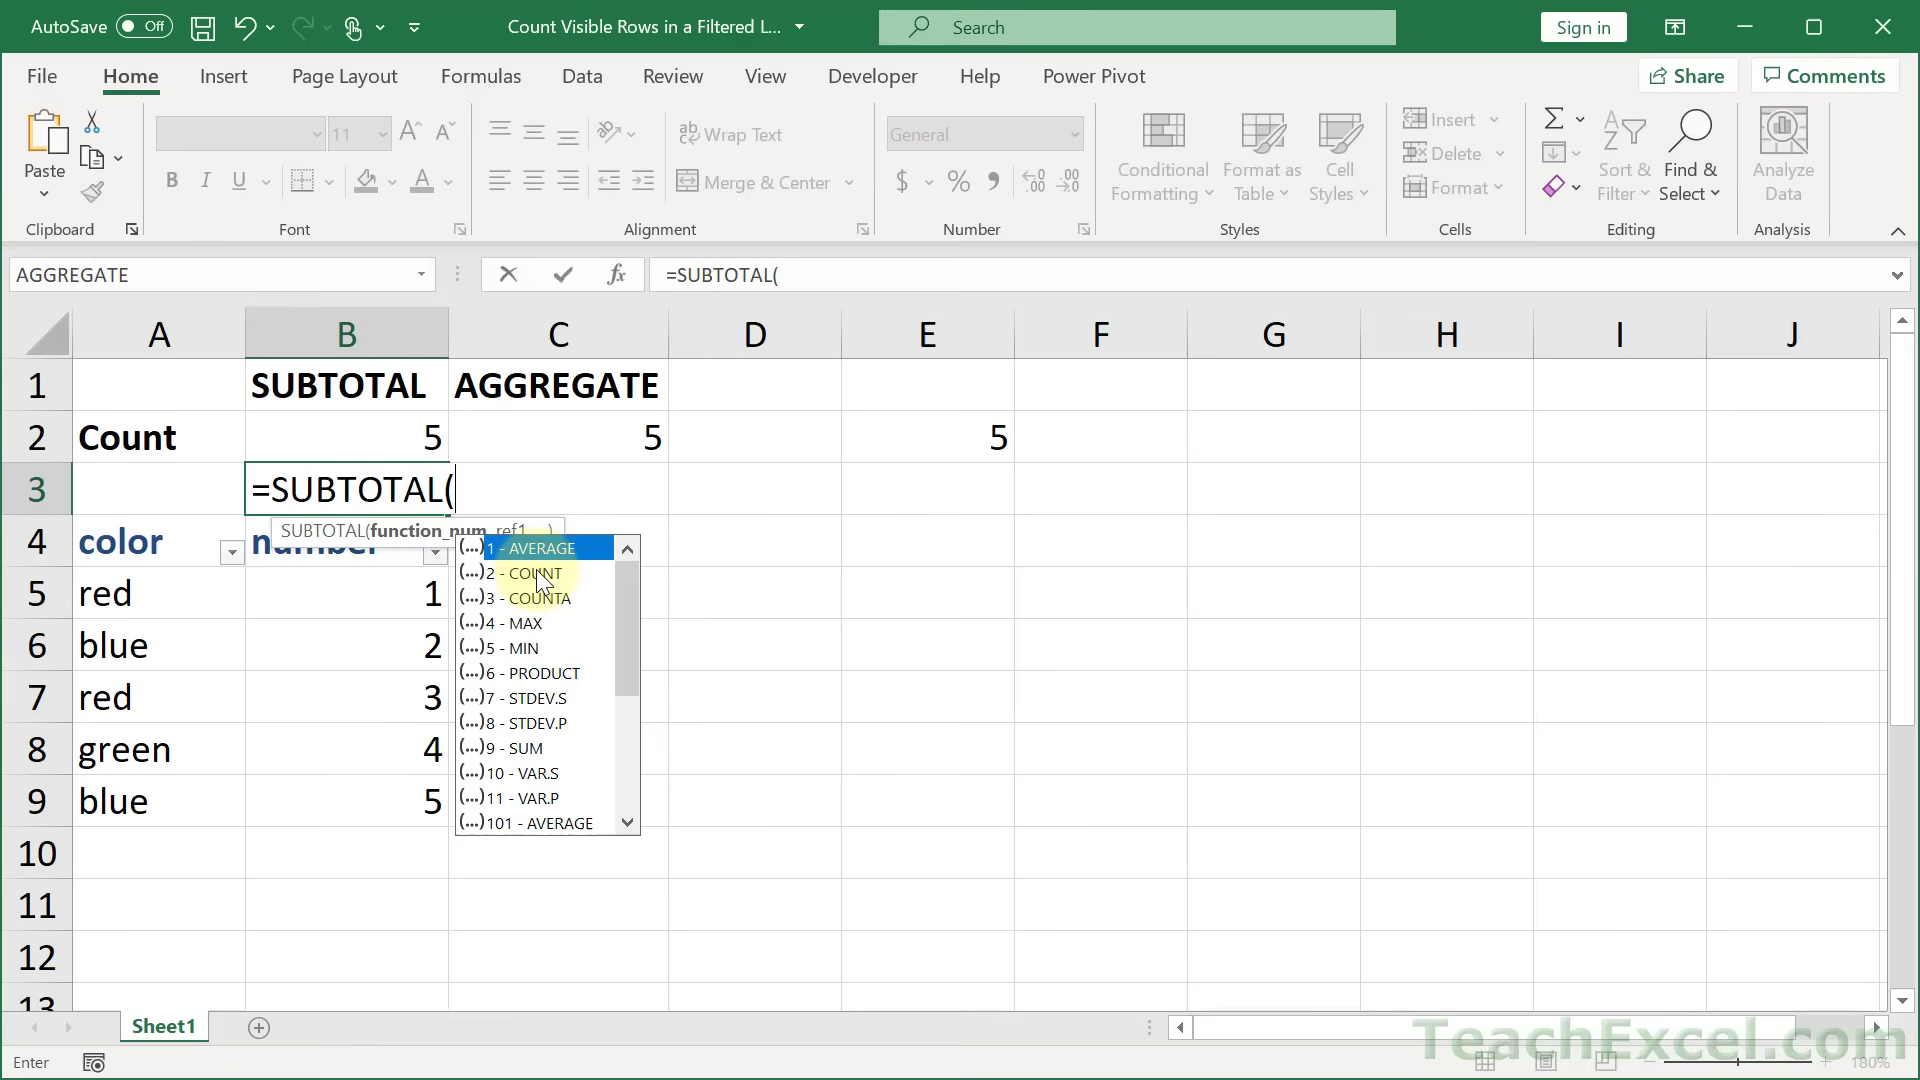 AutoSave Off Count Visible Rows in a Filtered L... Search Sign in
File Home Insert Page Layout Formulas Data Review View Developer Help Power Pivot Share Comments
Paste
11
Wrap Text
Merge & Center
General
Conditional Formatting
Format as Table
Cell Styles
Insert
Delete
Format
Sort & Filter
Find & Select
Analyze Data
Clipboard Font Alignment Number Styles Cells Editing Analysis
AGGREGATE =SUBTOTAL(
A B C D E F G H I J
1 SUBTOTAL AGGREGATE
2 Count 5 5 5
3 =SUBTOTAL(
SUBTOTAL(function_num, ref1, ...)
4 color number
5 red 1
6 blue 2
7 red 3
8 green 4
9 blue 5
10
11
12
13
(...) 1 - AVERAGE
(...) 2 - COUNT
(...) 3 - COUNTA
(...) 4 - MAX
(...) 5 - MIN
(...) 6 - PRODUCT
(...) 7 - STDEV.S
(...) 8 - STDEV.P
(...) 9 - SUM
(...) 10 - VAR.S
(...) 11 - VAR.P
(...) 101 - AVERAGE
Sheet1
TeachExcel.com
Enter 180%